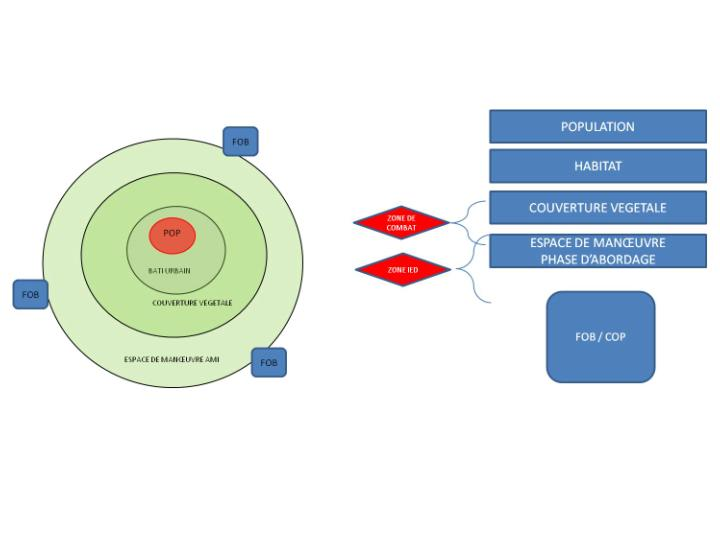 FOB
POP
BATI URBAIN
FOB
COUVERTURE VEGETALE
ESPACE DE MANŒUVRE AMI
FOB
POPULATION
HABITAT
COUVERTURE VEGETALE
ZONE DE
COMBAT
ESPACE DE MANŒUVRE
PHASE D'ABORDAGE
ZONE IED
FOB / COP